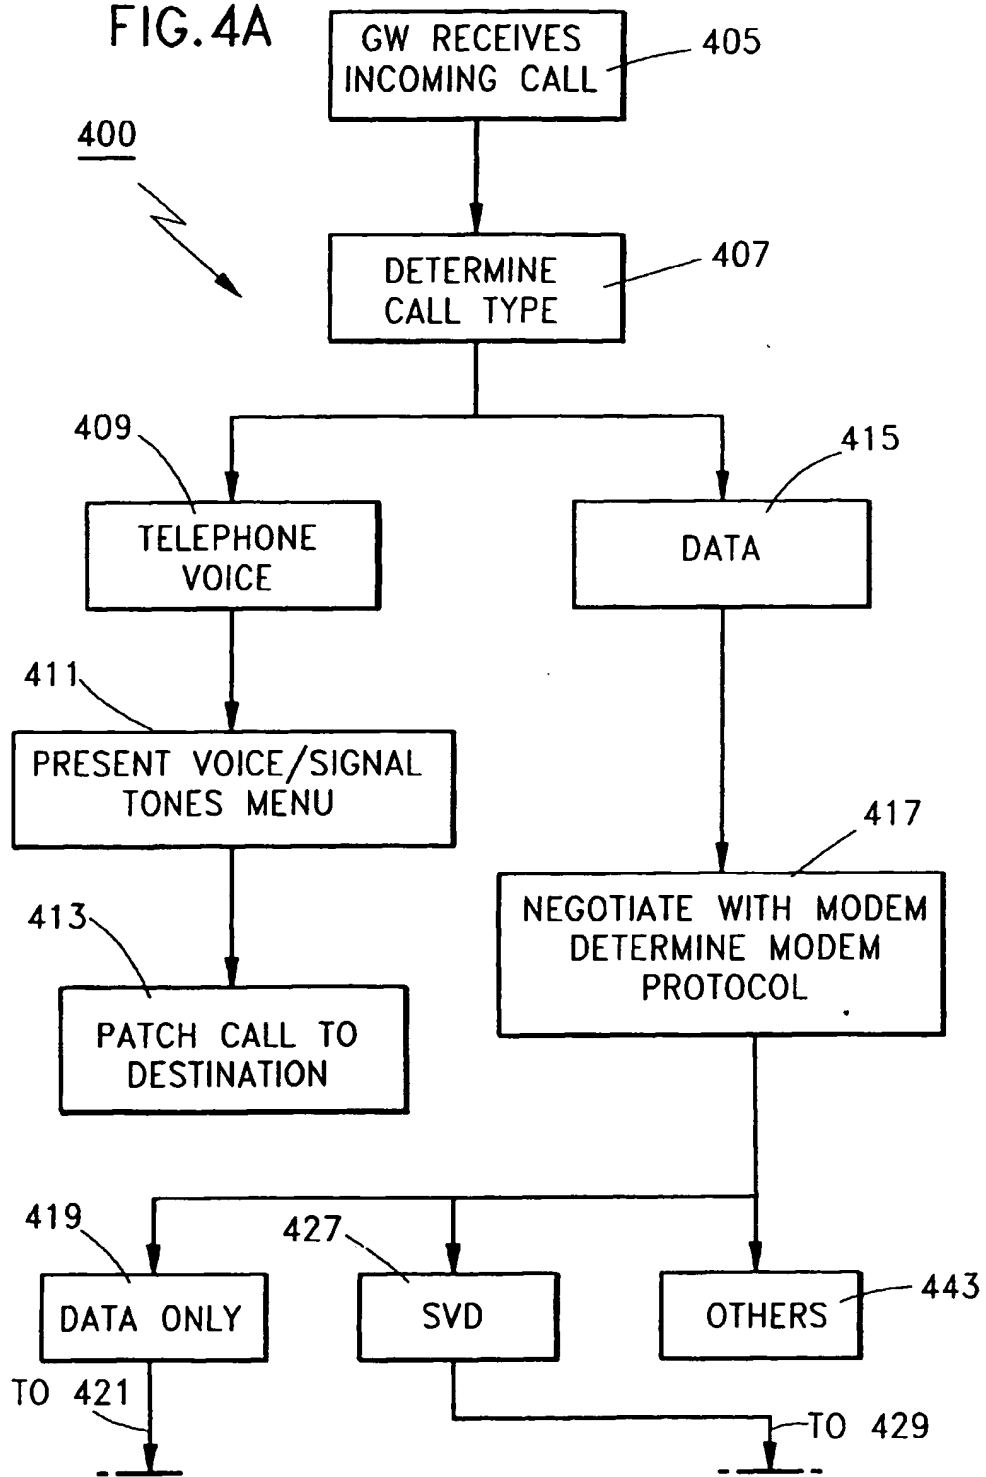 FIG.4A
GW RECEIVES
INCOMING CALL
405
400
DETERMINE
CALL TYPE
407
409
TELEPHONE
VOICE
415
DATA
411
PRESENT VOICE/SIGNAL
TONES MENU
417
NEGOTIATE WITH MODEM
DETERMINE MODEM
PROTOCOL
413
PATCH CALL TO
DESTINATION
419
DATA ONLY
427
SVD
443
OTHERS
TO 421
TO 429